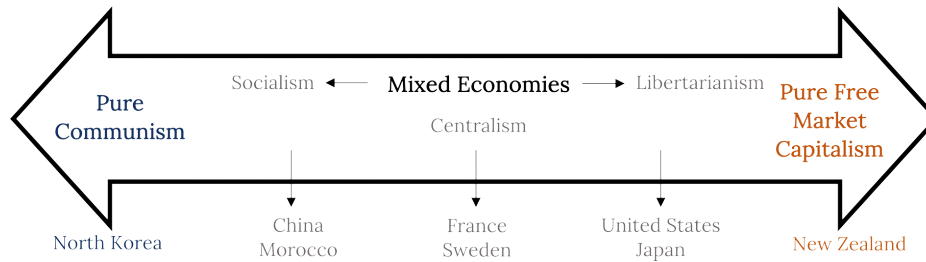 Socialism
Mixed Economies
Libertarianism
Pure
Communism
Centralism
Pure Free
Market
Capitalism
China
Morocco
France
Sweden
United States
Japan
North Korea
New Zealand